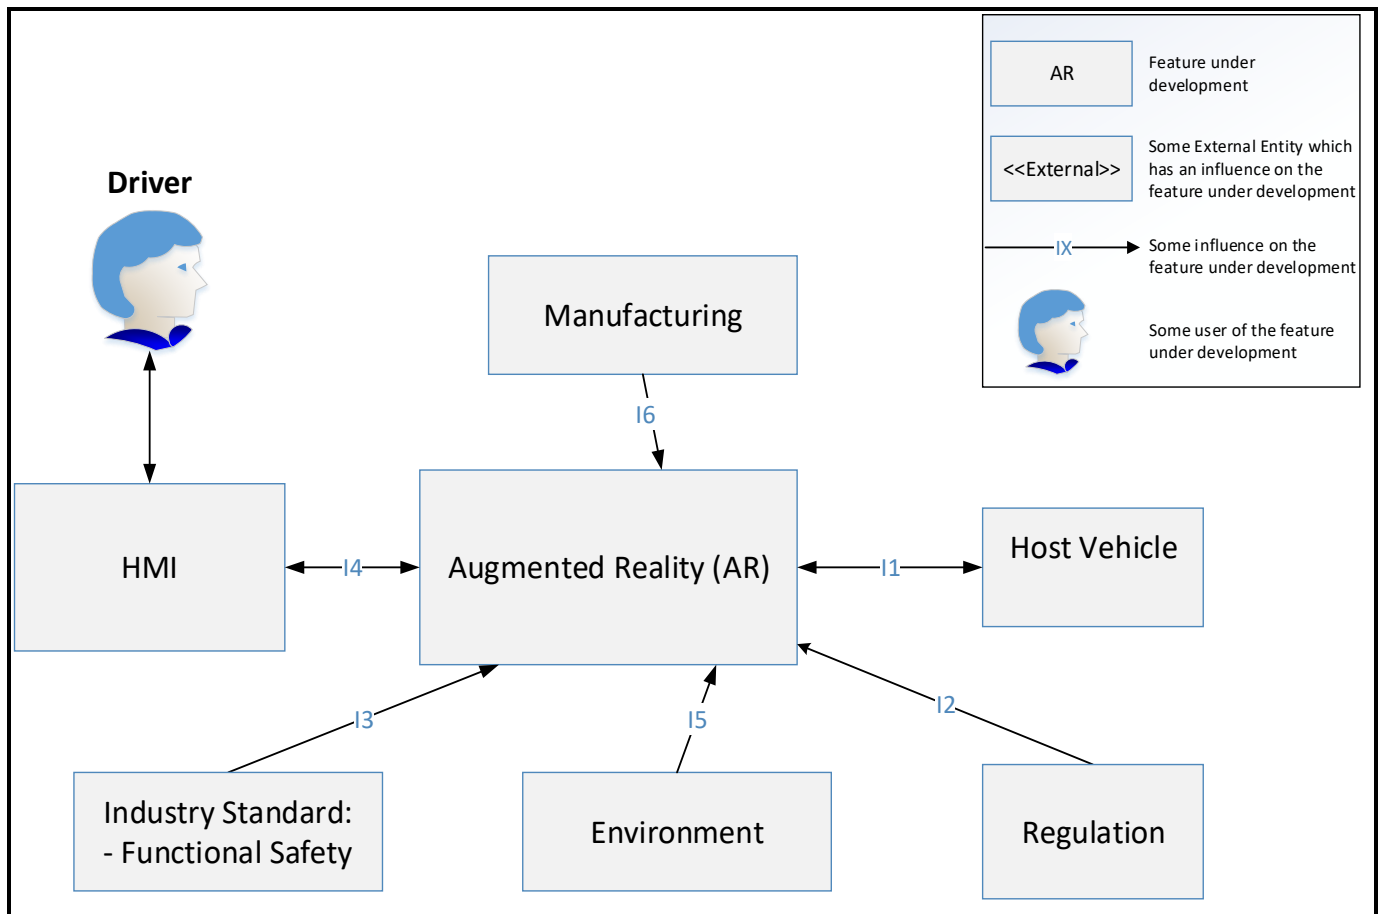 AR
Feature under
development
<<External>>
Some External Entity which
has an influence on the
feature under development
IX
Some influence on the
feature under development
Some user of the feature
under development
Driver
Manufacturing
I6
HMI
I4
Augmented Reality (AR)
I1
Host Vehicle
I3
I5
I2
Industry Standard:
- Functional Safety
Environment
Regulation